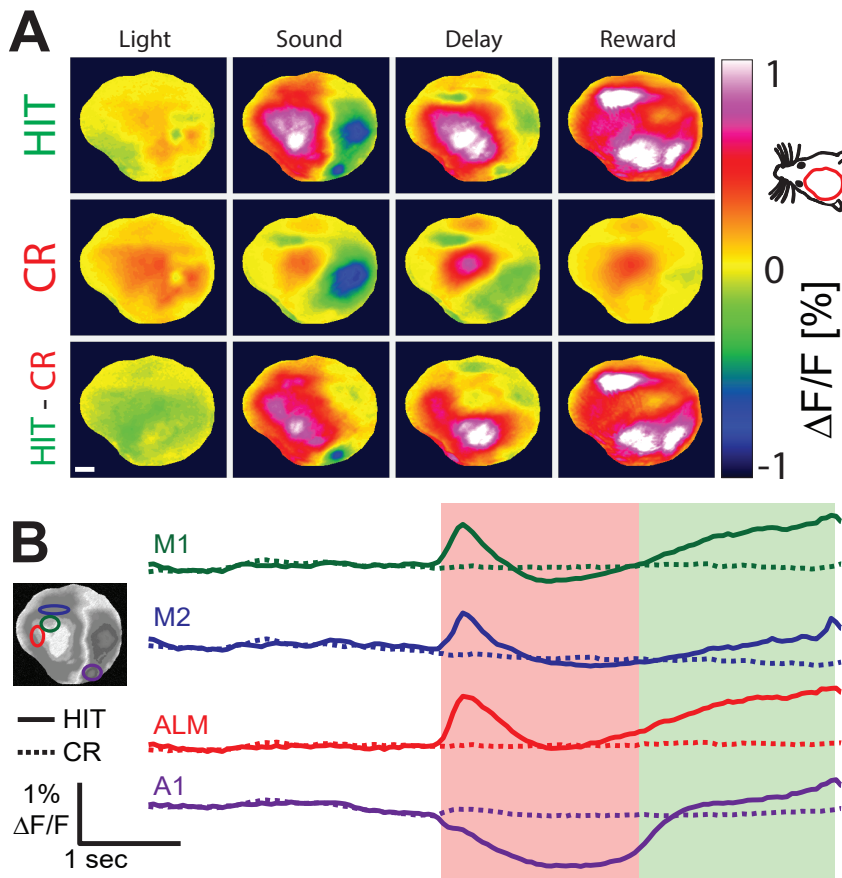 A
Light Sound Delay Reward
HIT
CR
HIT - CR
1
0
-1
ΔF/F [%]
B
M1
M2
ALM
A1
HIT
CR
1%
ΔF/F
1 sec